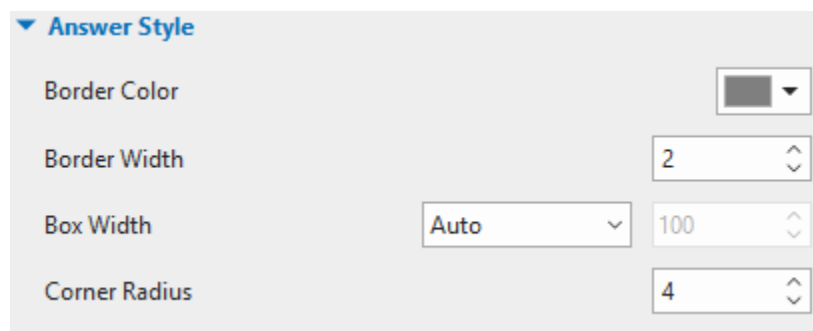 Answer Style
Border Color
Border Width 2
Box Width Auto 100
Corner Radius 4